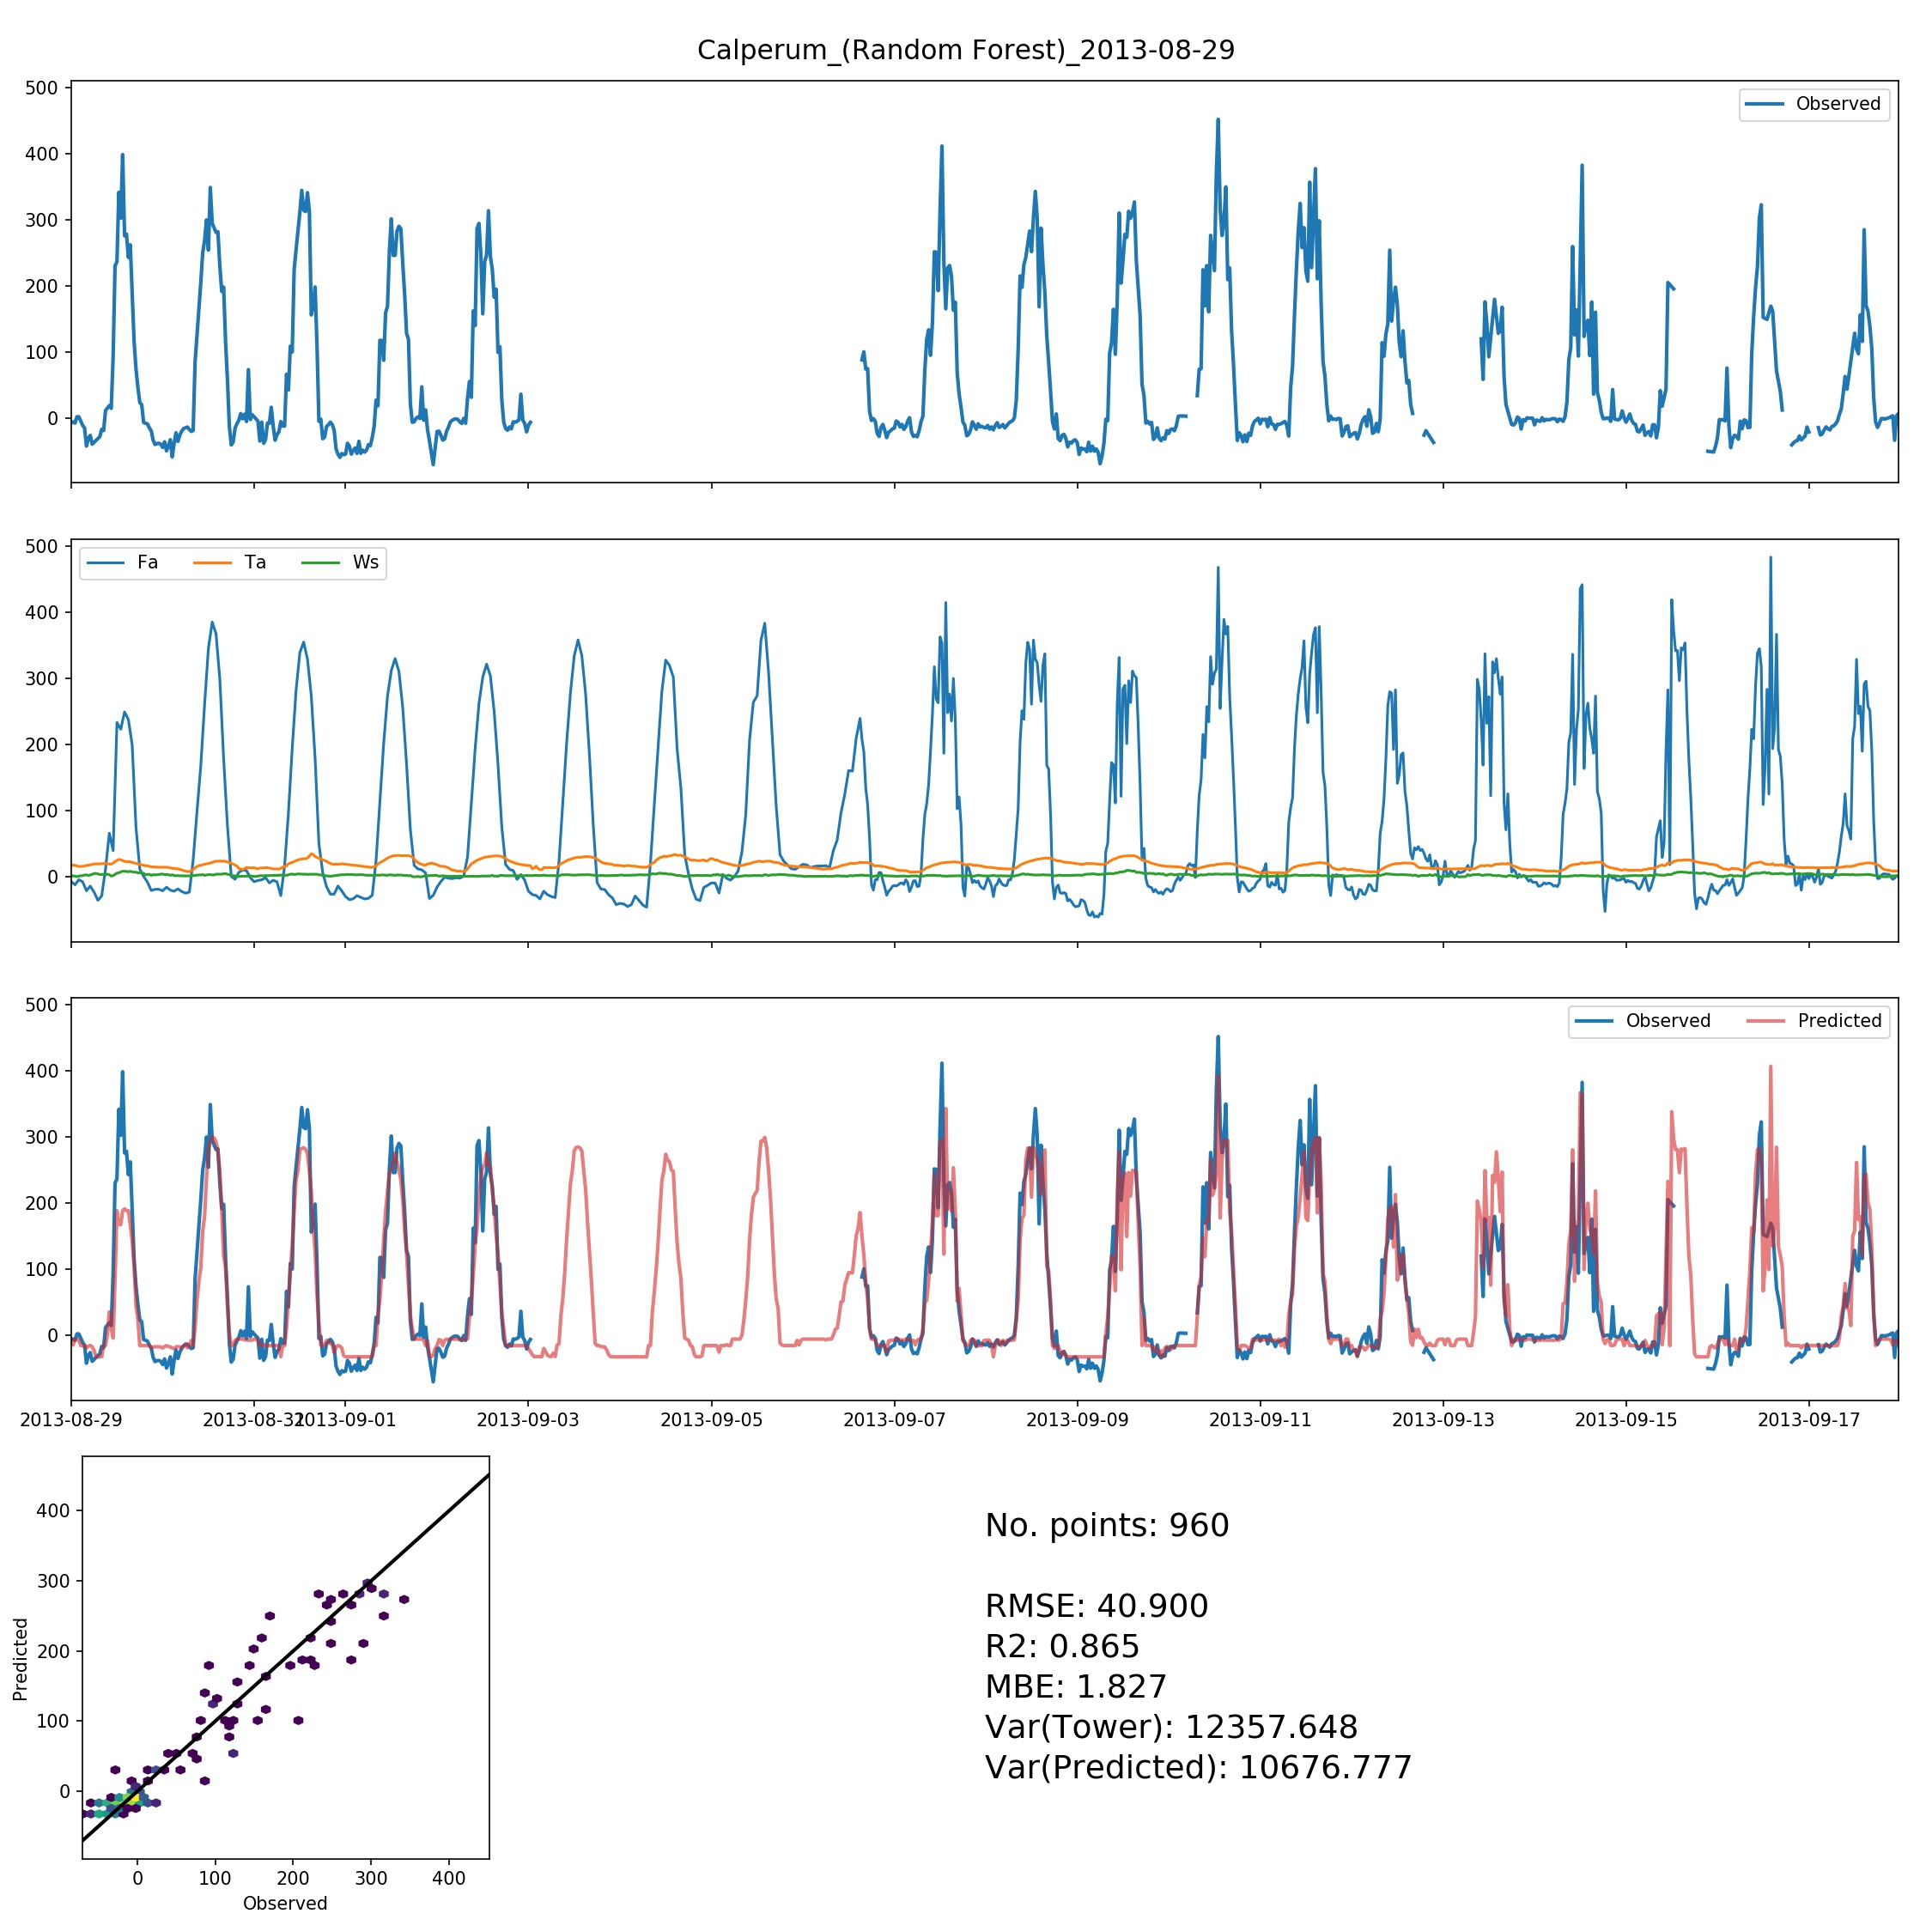 Calperum_(Random Forest)_2013-08-29
500
400
300
200
100
0
Observed
500
400
300
200
100
0
Fa Ta Ws
500
400
300
200
100
0
Observed Predicted
2013-08-29 2013-08-31 2013-09-01 2013-09-03 2013-09-05 2013-09-07 2013-09-09 2013-09-11 2013-09-13 2013-09-15 2013-09-17
400
300
200
100
0
Predicted
0 100 200 300 400
Observed
No. points: 960
RMSE: 40.900
R2: 0.865
MBE: 1.827
Var(Tower): 12357.648
Var(Predicted): 10676.777